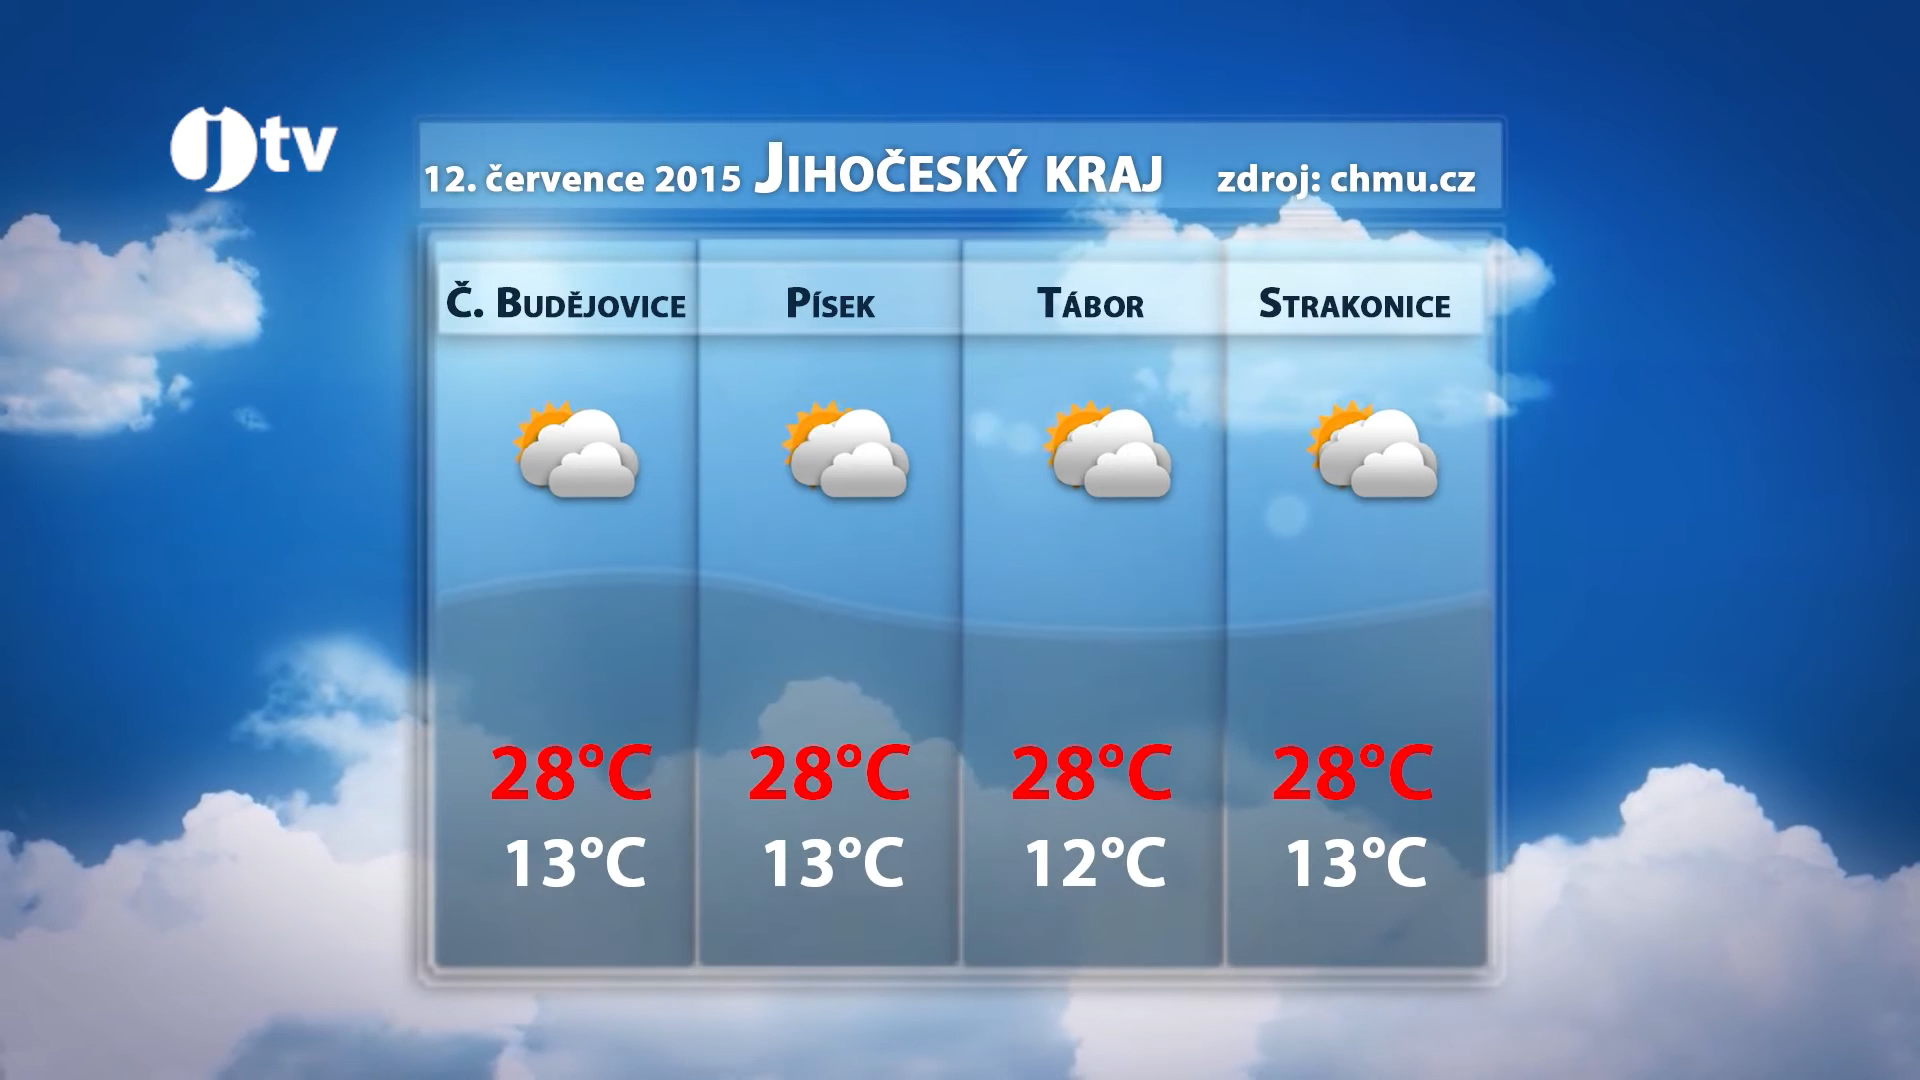 jtv
12. července 2015 Jihočeský kraj zdroj: chmu.cz
Č. Budějovice Písek Tábor Strakonice
28°C 28°C 28°C 28°C
13°C 13°C 12°C 13°C